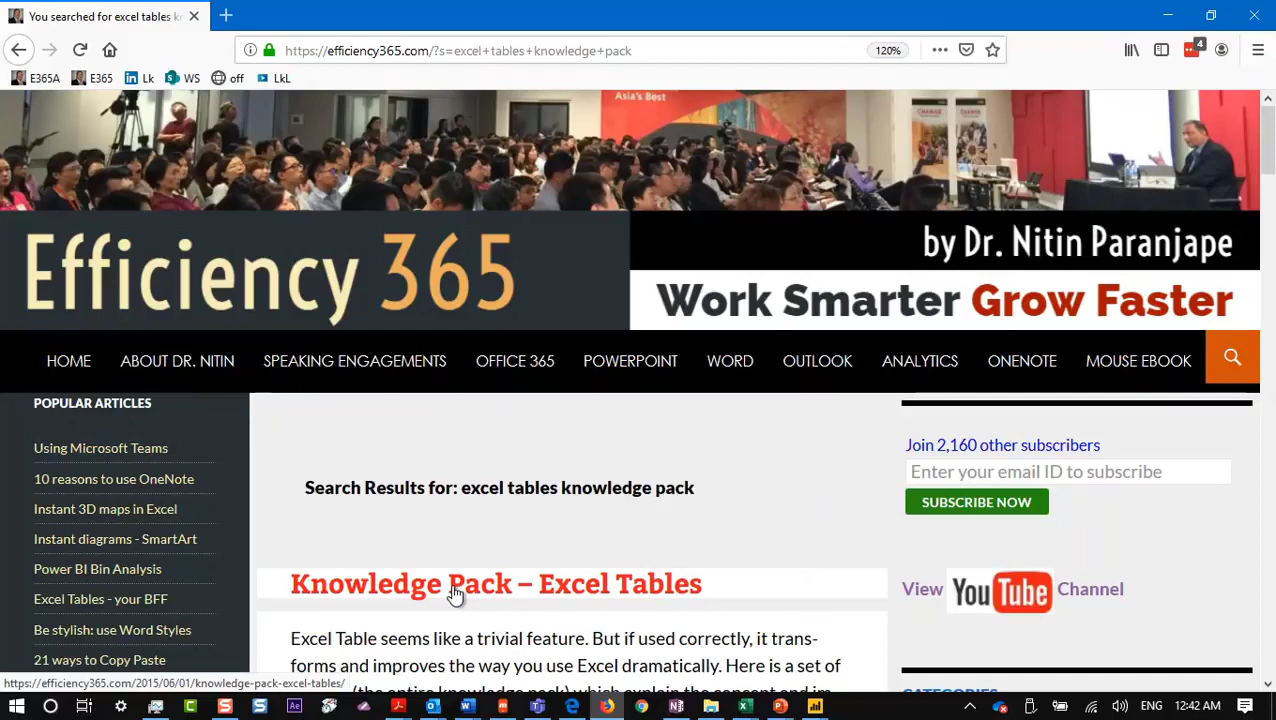 You searched for excel tables k
https://efficiency365.com/?s=excel+tables+knowledge+pack
120%
4
E365A
E365
Lk
WS
off
LkL
Asia's Best
Efficiency 365
by Dr. Nitin Paranjape
Work Smarter Grow Faster
HOME
ABOUT DR. NITIN
SPEAKING ENGAGEMENTS
OFFICE 365
POWERPOINT
WORD
OUTLOOK
ANALYTICS
ONENOTE
MOUSE EBOOK
POPULAR ARTICLES
Using Microsoft Teams
10 reasons to use OneNote
Instant 3D maps in Excel
Instant diagrams - SmartArt
Power BI Bin Analysis
Excel Tables - your BFF
Be stylish: use Word Styles
21 ways to Copy Paste
Search Results for: excel tables knowledge pack
Knowledge Pack – Excel Tables
Excel Table seems like a trivial feature. But if used correctly, it trans-
forms and improves the way you use Excel dramatically. Here is a set of
(the entire knowledge pack) which explain the concept and im
Join 2,160 other subscribers
Enter your email ID to subscribe
SUBSCRIBE NOW
View YouTube Channel
CATEGORIES
https://efficiency365.com/2015/06/01/knowledge-pack-excel-tables/
ENG
12:42 AM